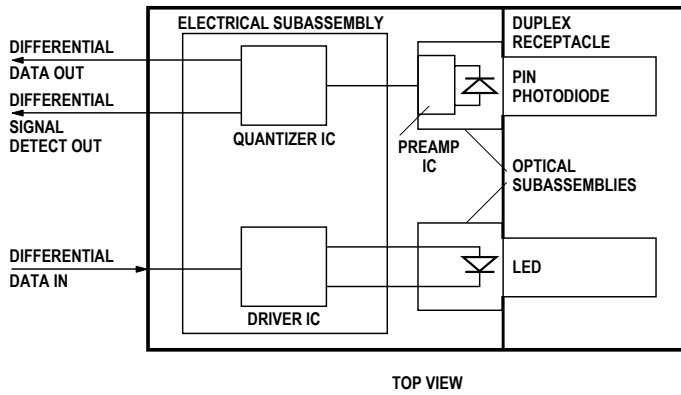 ELECTRICAL SUBASSEMBLY
DUPLEX
RECEPTACLE
DIFFERENTIAL
DATA OUT
DIFFERENTIAL
SIGNAL
DETECT OUT
QUANTIZER IC
PREAMP
IC
PIN
PHOTODIODE
OPTICAL
SUBASSEMBLIES
DIFFERENTIAL
DATA IN
DRIVER IC
LED
TOP VIEW